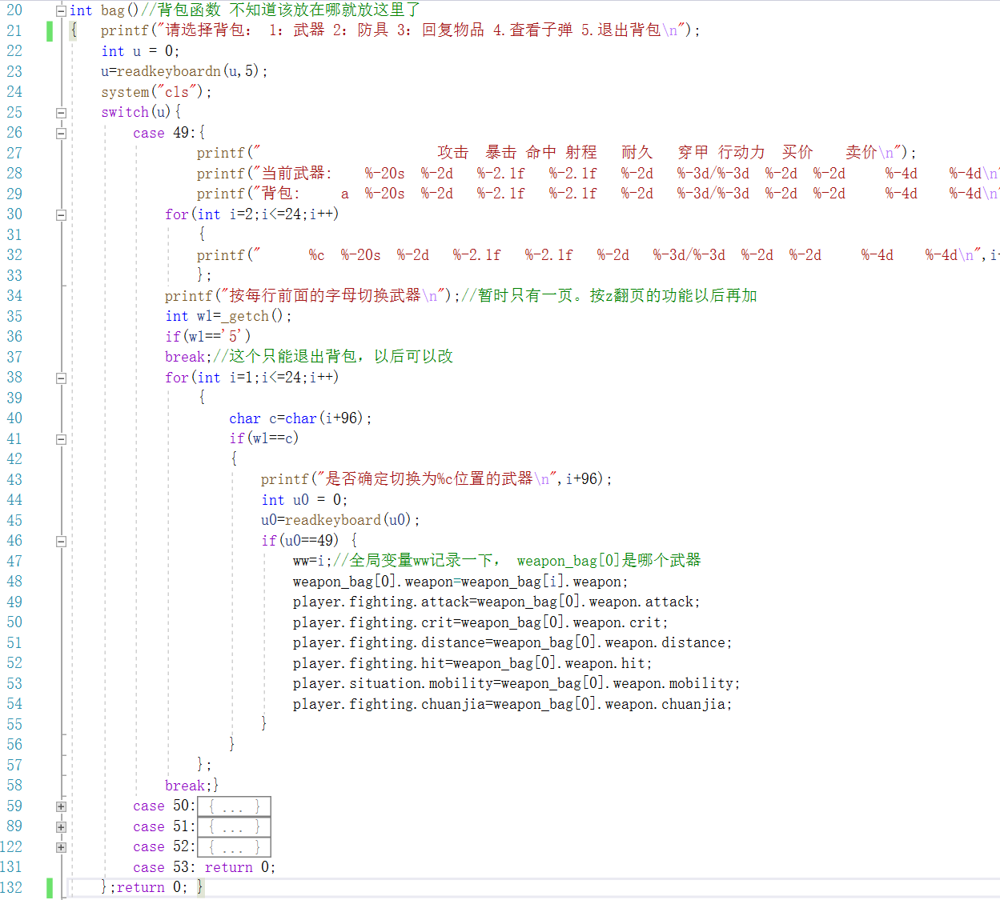 20 int bag()//背包函数 不知道该放在哪就放这里了
21 { printf("请选择背包： 1：武器 2：防具 3：回复物品 4.查看子弹 5.退出背包\n");
22 int u = 0;
23 u=readkeyboardn(u,5);
24 system("cls");
25 switch(u){
26 case 49:{
27 printf(" 攻击 暴击 命中 射程 耐久 穿甲 行动力 买价 卖价\n");
28 printf("当前武器: %-20s %-2d %-2.1f %-2.1f %-2d %-3d/%-3d %-2d %-2d %-4d %-4d\n"
29 printf("背包: a %-20s %-2d %-2.1f %-2.1f %-2d %-3d/%-3d %-2d %-2d %-4d %-4d\n"
30 for(int i=2;i<=24;i++)
31 {
32 printf(" %c %-20s %-2d %-2.1f %-2.1f %-2d %-3d/%-3d %-2d %-2d %-4d %-4d\n",i-
33 };
34 printf("按每行前面的字母切换武器\n");//暂时只有一页。按z翻页的功能以后再加
35 int w1=_getch();
36 if(w1=='5')
37 break;//这个只能退出背包，以后可以改
38 for(int i=1;i<=24;i++)
39 {
40 char c=char(i+96);
41 if(w1==c)
42 {
43 printf("是否确定切换为%c位置的武器\n",i+96);
44 int u0 = 0;
45 u0=readkeyboard(u0);
46 if(u0==49) {
47 ww=i;//全局变量ww记录一下， weapon_bag[0]是哪个武器
48 weapon_bag[0].weapon=weapon_bag[i].weapon;
49 player.fighting.attack=weapon_bag[0].weapon.attack;
50 player.fighting.crit=weapon_bag[0].weapon.crit;
51 player.fighting.distance=weapon_bag[0].weapon.distance;
52 player.fighting.hit=weapon_bag[0].weapon.hit;
53 player.situation.mobility=weapon_bag[0].weapon.mobility;
54 player.fighting.chuanjia=weapon_bag[0].weapon.chuanjia;
55 }
56 }
57 };
58 break;}
59 case 50:{ ... }
89 case 51:{ ... }
122 case 52:{ ... }
131 case 53: return 0;
132 };return 0; }